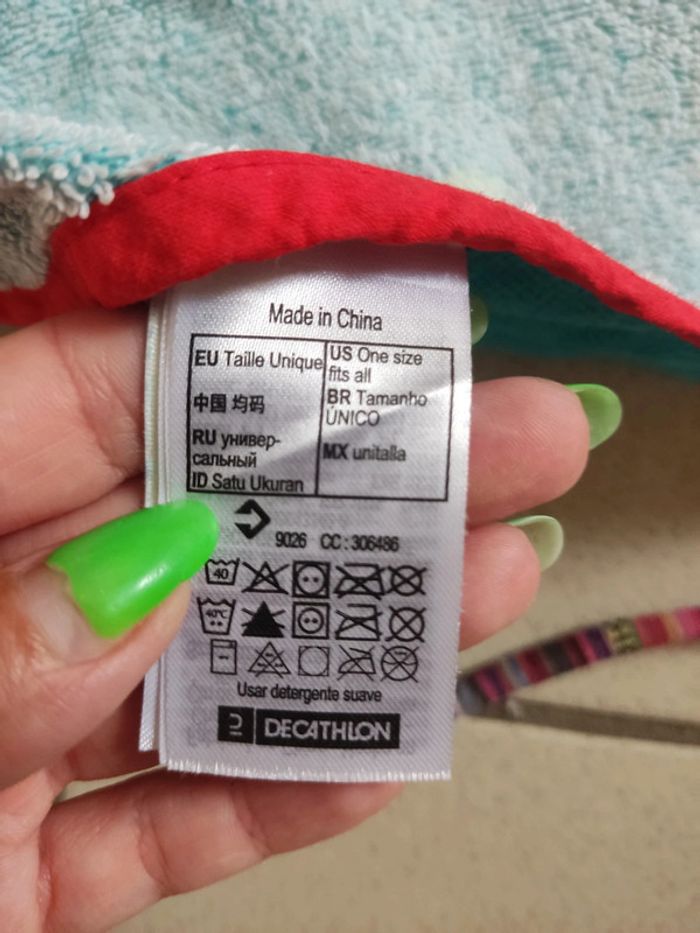 Made in China
EU Taille Unique
中国 均码
RU универ-
сальный
ID Satu Ukuran
US One size
fits all
BR Tamanho
ÚNICO
MX unitalla
9026 CC: 306486
40
40℃
Usar detergente suave
DECATHLON